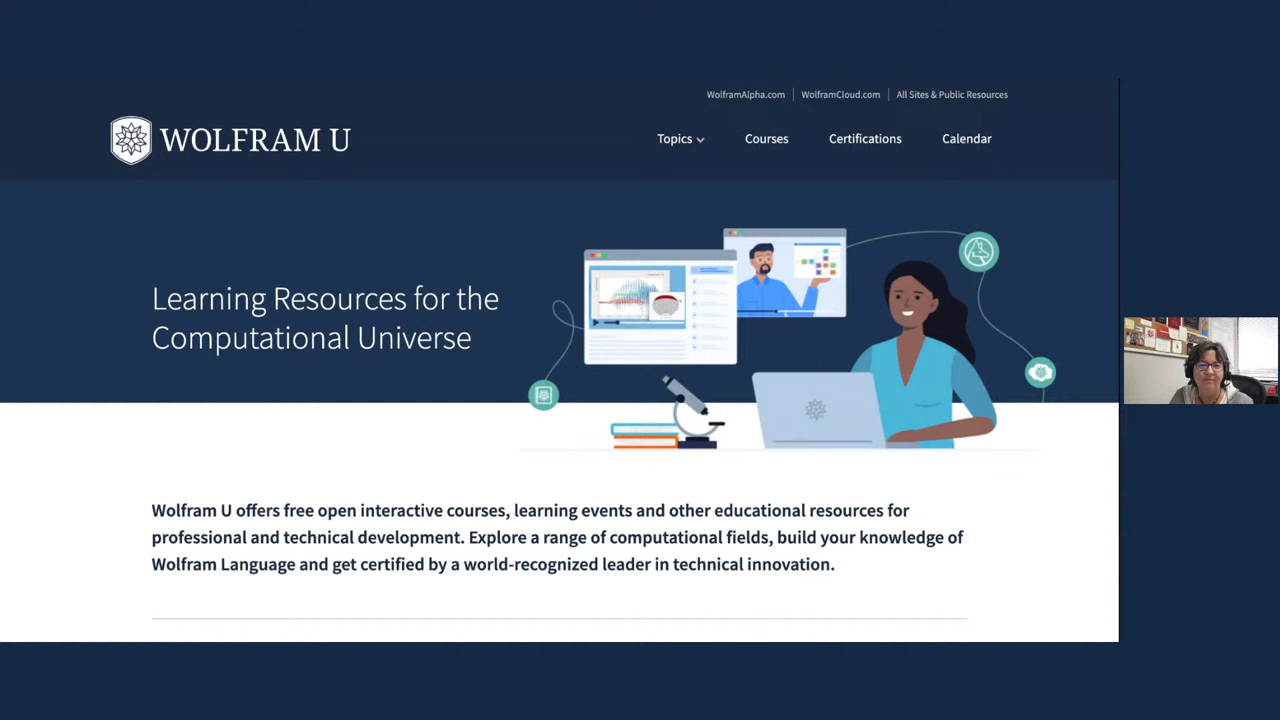 WolframAlpha.com
WolframCloud.com
All Sites & Public Resources
WOLFRAM U
Topics
Courses
Certifications
Calendar
Learning Resources for the
Computational Universe
Wolfram U offers free open interactive courses, learning events and other educational resources for
professional and technical development. Explore a range of computational fields, build your knowledge of
Wolfram Language and get certified by a world-recognized leader in technical innovation.